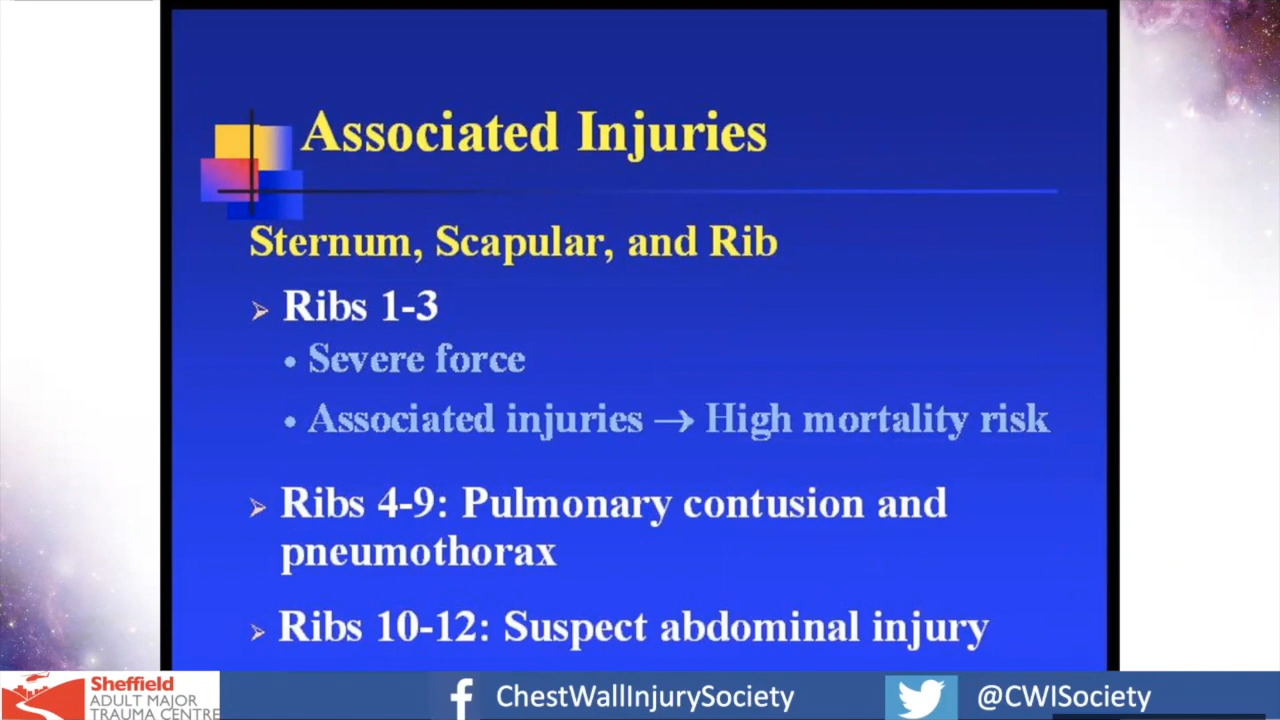 Associated Injuries
Sternum, Scapular, and Rib
➢ Ribs 1-3
• Severe force
• Associated injuries → High mortality risk
➢ Ribs 4-9: Pulmonary contusion and
pneumothorax
➢ Ribs 10-12: Suspect abdominal injury
Sheffield
ADULT MAJOR
TRAUMA CENTRE
ChestWallInjurySociety
@CWISociety